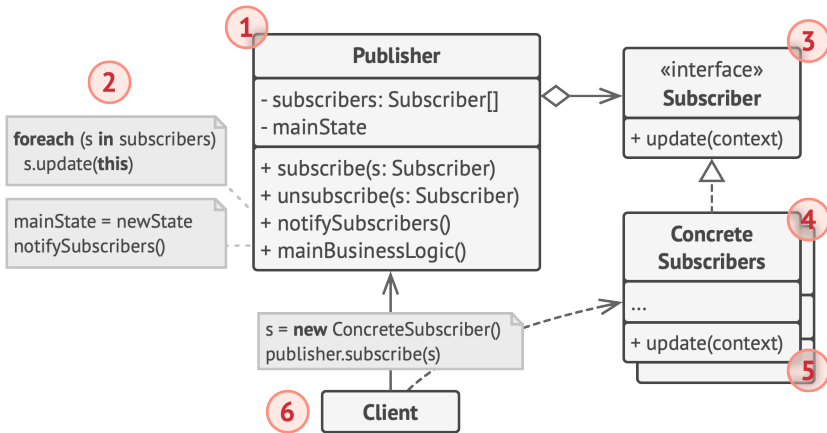 1
Publisher
- subscribers: Subscriber[]
- mainState
+ subscribe(s: Subscriber)
+ unsubscribe(s: Subscriber)
+ notifySubscribers()
+ mainBusinessLogic()
2
foreach (s in subscribers)
s.update(this)
mainState = newState
notifySubscribers()
3
«interface»
Subscriber
+ update(context)
4
Concrete
Subscribers
...
+ update(context)
5
s = new ConcreteSubscriber()
publisher.subscribe(s)
6
Client